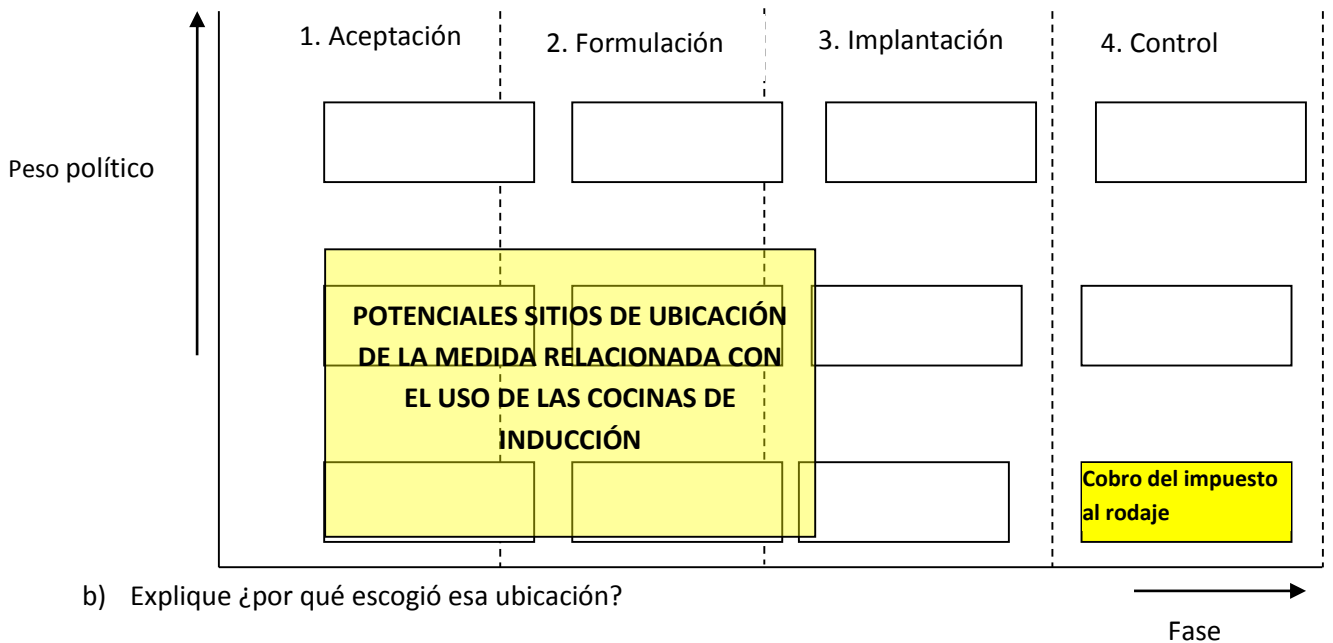 1. Aceptación
2. Formulación
3. Implantación
4. Control
Peso político
POTENCIALES SITIOS DE UBICACIÓN
DE LA MEDIDA RELACIONADA CON
EL USO DE LAS COCINAS DE
INDUCCIÓN
Cobro del impuesto
al rodaje
b) Explique ¿por qué escogió esa ubicación?
Fase